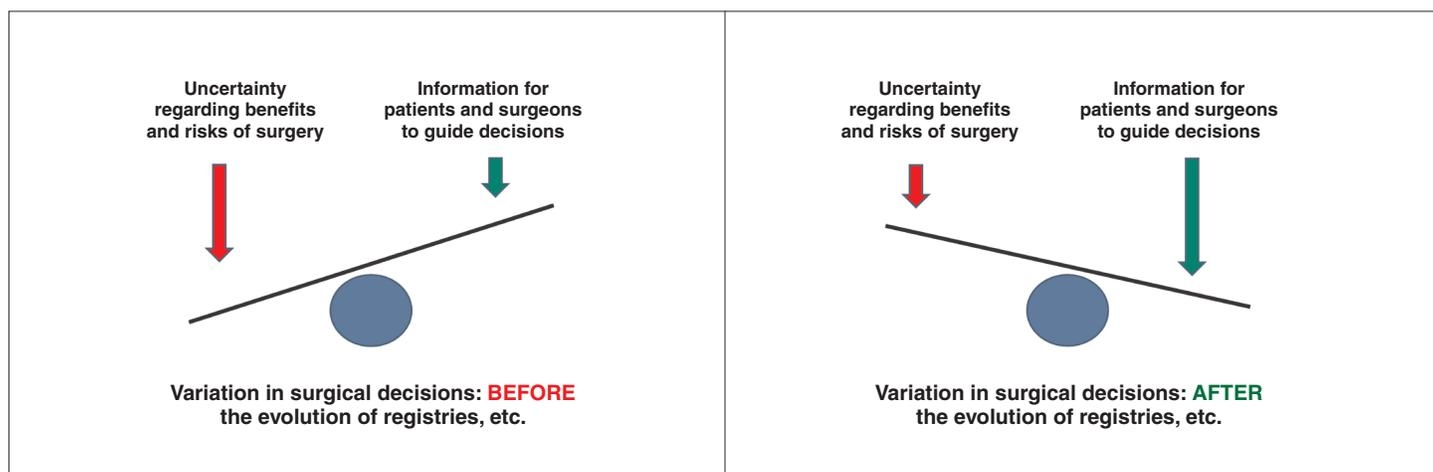 Uncertainty
regarding benefits
and risks of surgery
Information for
patients and surgeons
to guide decisions
Variation in surgical decisions: BEFORE
the evolution of registries, etc.
Uncertainty
regarding benefits
and risks of surgery
Information for
patients and surgeons
to guide decisions
Variation in surgical decisions: AFTER
the evolution of registries, etc.